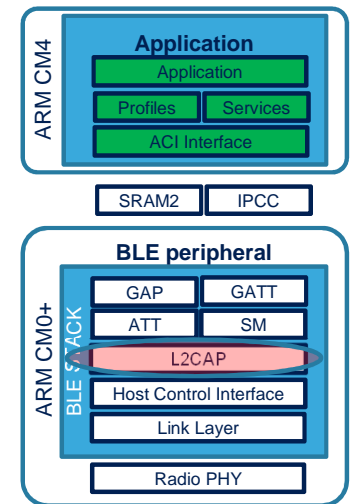 ARM CM4
Application
Application
Profiles Services
ACI Interface
SRAM2 IPCC
ARM CM0+
BLE peripheral
BLE STACK
GAP GATT
ATT SM
L2CAP
Host Control Interface
Link Layer
Radio PHY